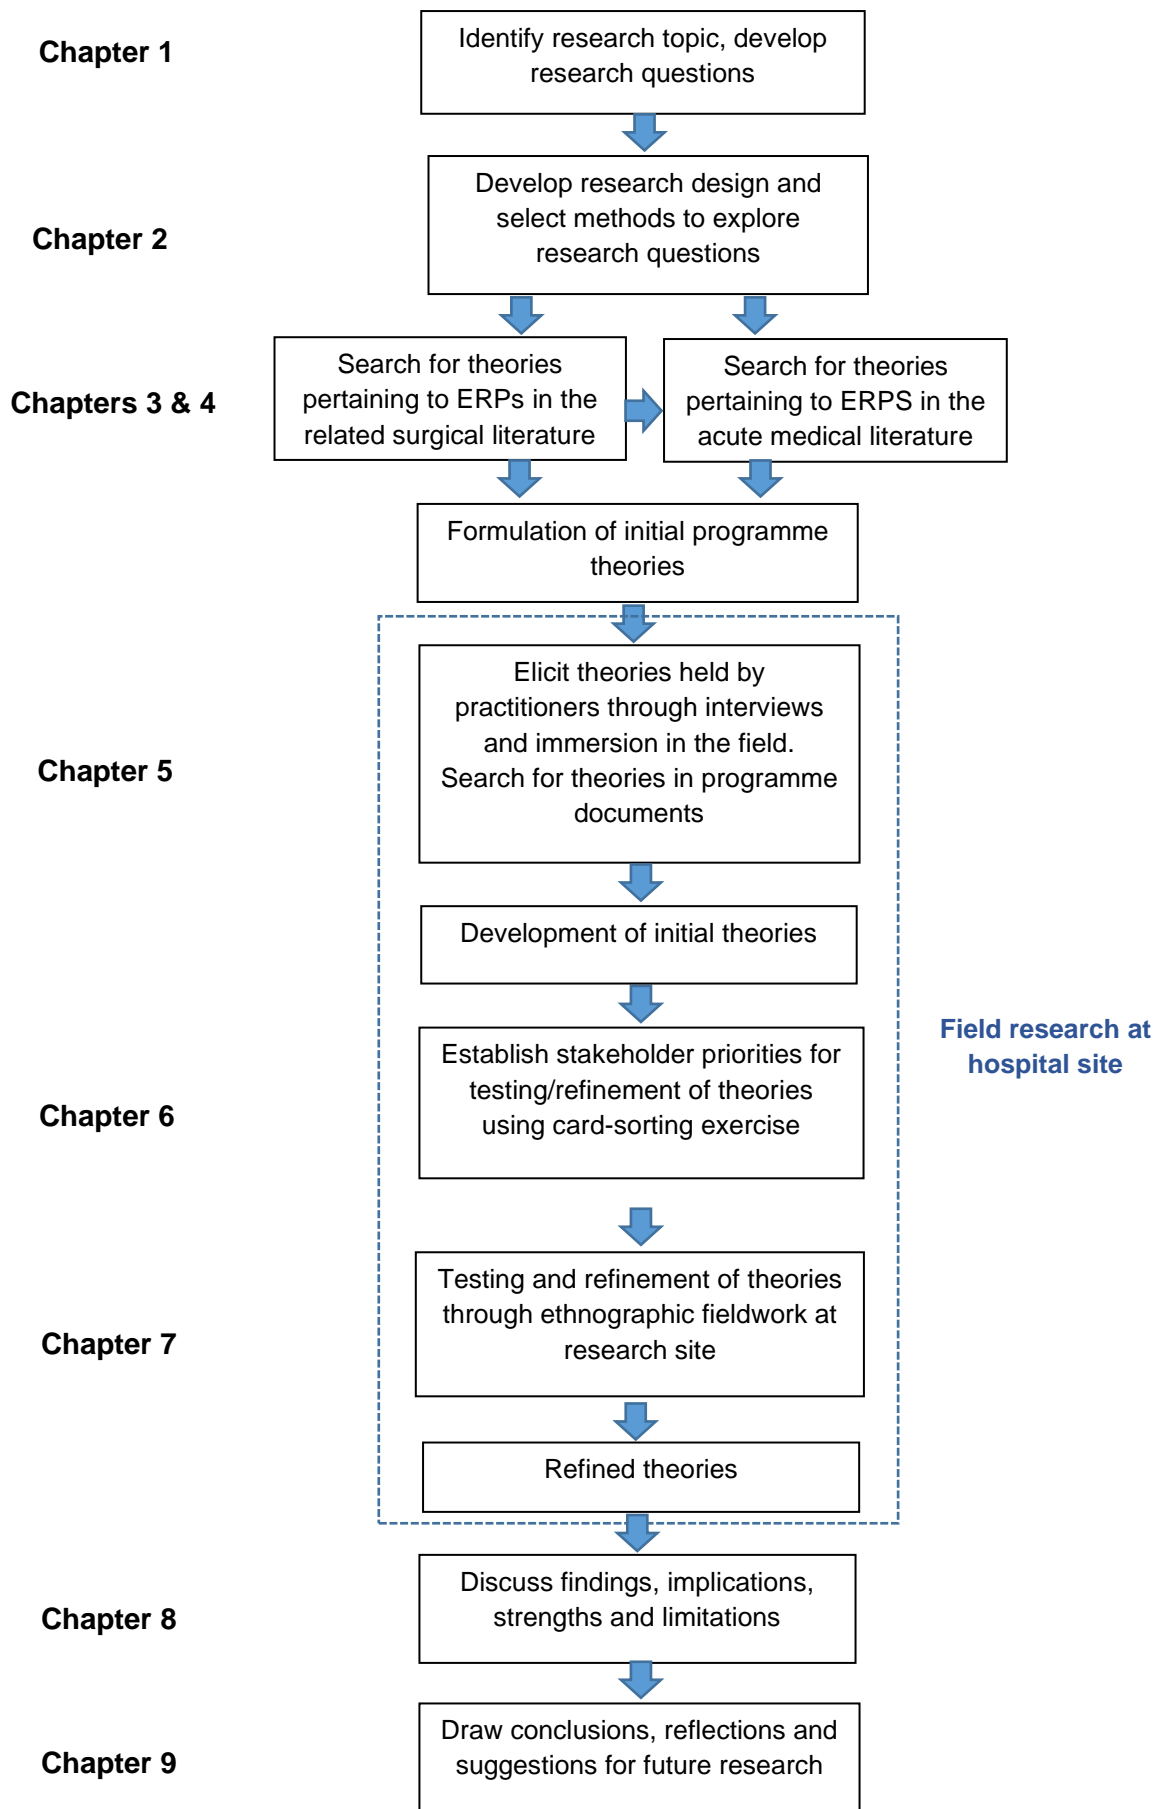 Chapter 1
Identify research topic, develop
research questions
Chapter 2
Develop research design and
select methods to explore
research questions
Chapters 3 & 4
Search for theories
pertaining to ERPs in the
related surgical literature
Search for theories
pertaining to ERPS in the
acute medical literature
Formulation of initial programme
theories
Chapter 5
Elicit theories held by
practitioners through interviews
and immersion in the field.
Search for theories in programme
documents
Development of initial theories
Chapter 6
Establish stakeholder priorities for
testing/refinement of theories
using card-sorting exercise
Field research at
hospital site
Chapter 7
Testing and refinement of theories
through ethnographic fieldwork at
research site
Refined theories
Chapter 8
Discuss findings, implications,
strengths and limitations
Chapter 9
Draw conclusions, reflections and
suggestions for future research